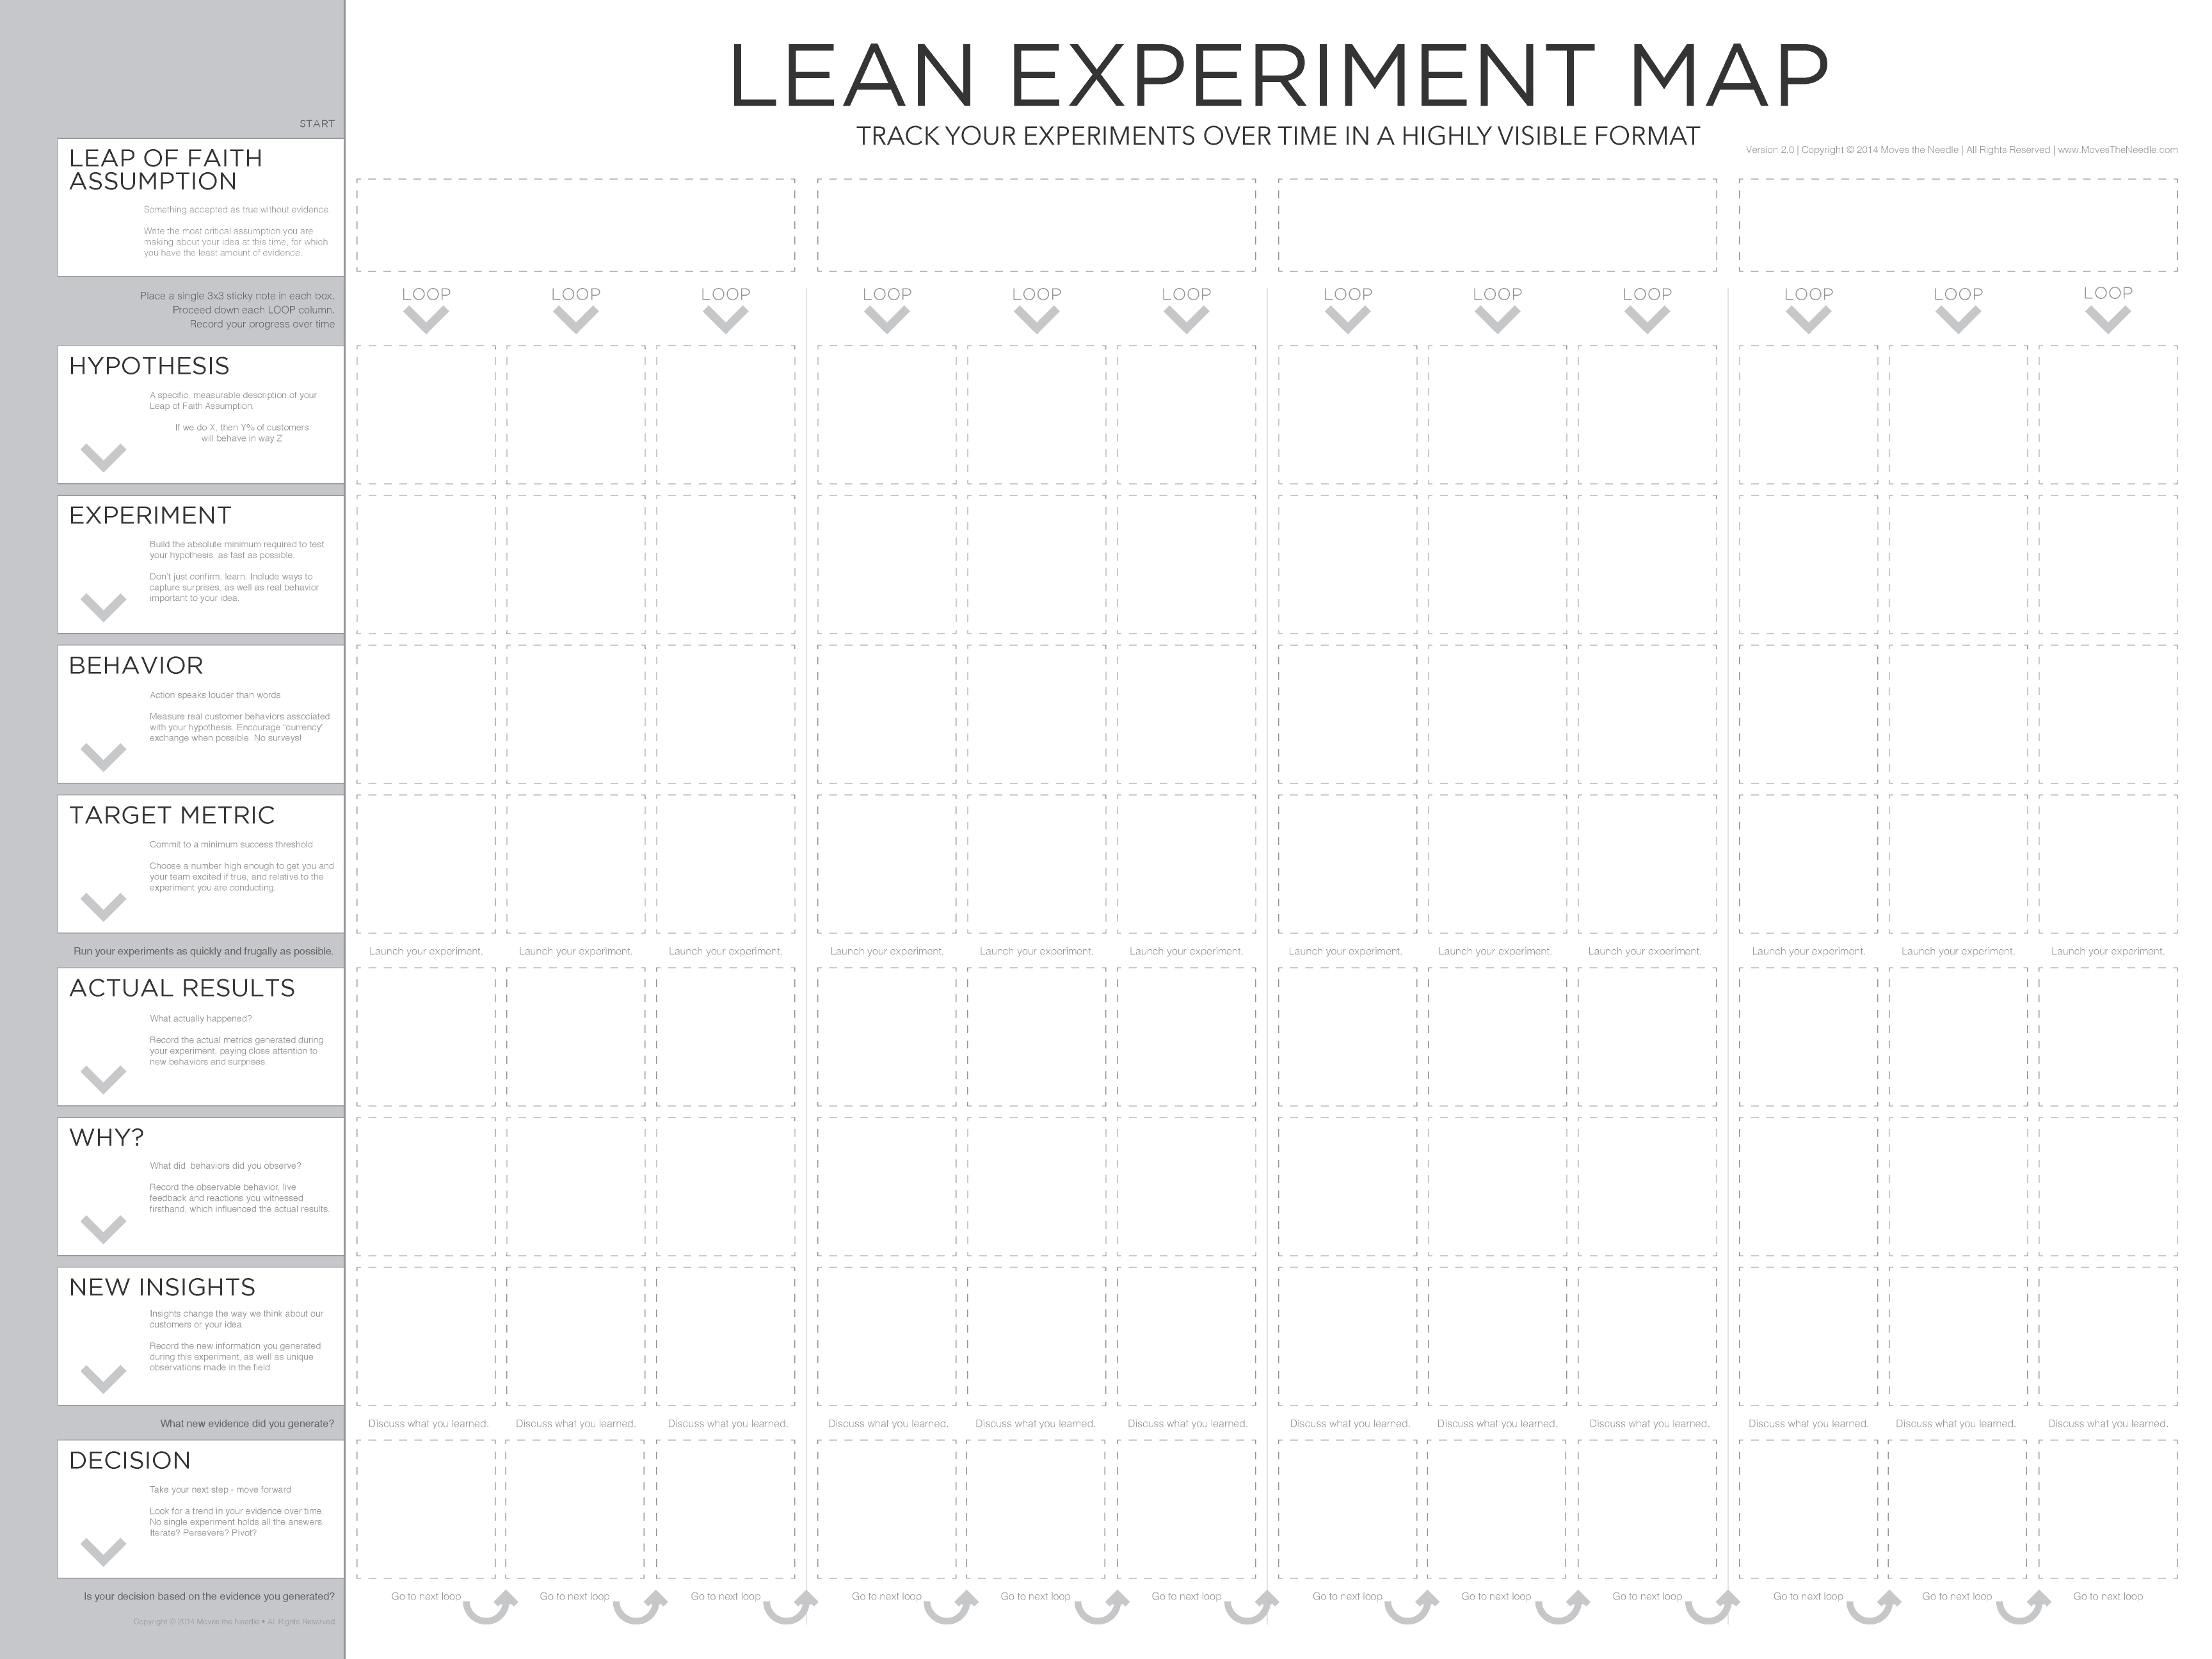 LEAN EXPERIMENT MAP
TRACK YOUR EXPERIMENTS OVER TIME IN A HIGHLY VISIBLE FORMAT
Version 2.0 | Copyright © 2014 Moves the Needle | All Rights Reserved | www.MovesTheNeedle.com
START
LEAP OF FAITH
ASSUMPTION
Something accepted as true without evidence.
Write the most critical assumption you are
making about your idea at this time, for which
you have the least amount of evidence.
Place a single 3x3 sticky note in each box.
Proceed down each LOOP column.
Record your progress over time
LOOP LOOP LOOP LOOP LOOP LOOP LOOP LOOP LOOP LOOP LOOP LOOP
HYPOTHESIS
A specific, measurable description of your
Leap of Faith Assumption.
If we do X, then Y% of customers
will behave in way Z
EXPERIMENT
Build the absolute minimum required to test
your hypothesis, as fast as possible.
Don't just confirm, learn. Include ways to
capture surprises, as well as real behavior
important to your idea.
BEHAVIOR
Action speaks louder than words
Measure real customer behaviors associated
with your hypothesis. Encourage "currency"
exchange when possible. No surveys!
TARGET METRIC
Commit to a minimum success threshold
Choose a number high enough to get you and
your team excited if true, and relative to the
experiment you are conducting.
Run your experiments as quickly and frugally as possible.
Launch your experiment. Launch your experiment. Launch your experiment. Launch your experiment. Launch your experiment. Launch your experiment. Launch your experiment. Launch your experiment. Launch your experiment. Launch your experiment. Launch your experiment. Launch your experiment.
ACTUAL RESULTS
What actually happened?
Record the actual metrics generated during
your experiment, paying close attention to
new behaviors and surprises.
WHY?
What did behaviors did you observe?
Record the observable behavior, live
feedback and reactions you witnessed
firsthand, which influenced the actual results.
NEW INSIGHTS
Insights change the way we think about our
customers or your idea.
Record the new information you generated
during this experiment, as well as unique
observations made in the field.
What new evidence did you generate?
Discuss what you learned. Discuss what you learned. Discuss what you learned. Discuss what you learned. Discuss what you learned. Discuss what you learned. Discuss what you learned. Discuss what you learned. Discuss what you learned. Discuss what you learned. Discuss what you learned. Discuss what you learned.
DECISION
Take your next step - move forward
Look for a trend in your evidence over time.
No single experiment holds all the answers
Iterate? Persevere? Pivot?
Is your decision based on the evidence you generated?
Go to next loop Go to next loop Go to next loop Go to next loop Go to next loop Go to next loop Go to next loop Go to next loop Go to next loop Go to next loop Go to next loop Go to next loop
Copyright © 2014 Moves the Needle • All Rights Reserved